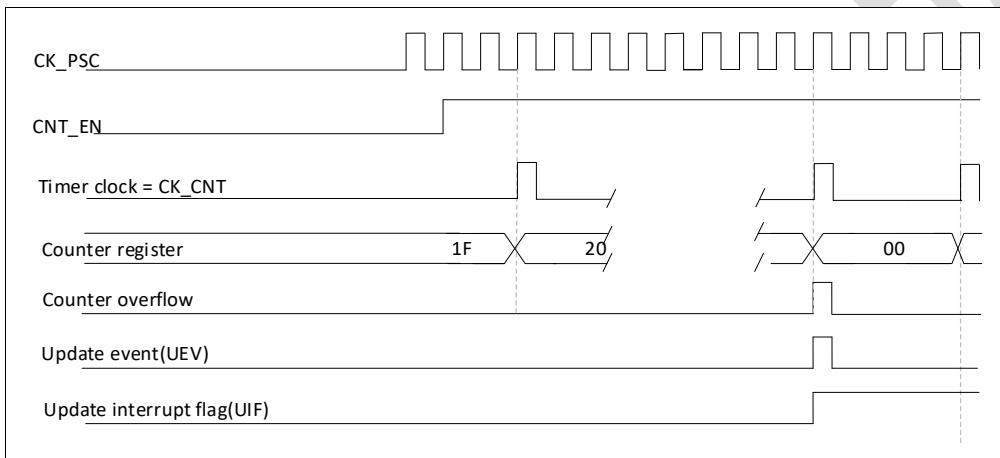 CK_PSC
CNT_EN
Timer clock = CK_CNT
Counter register 1F 20 00
Counter overflow
Update event(UEV)
Update interrupt flag(UIF)